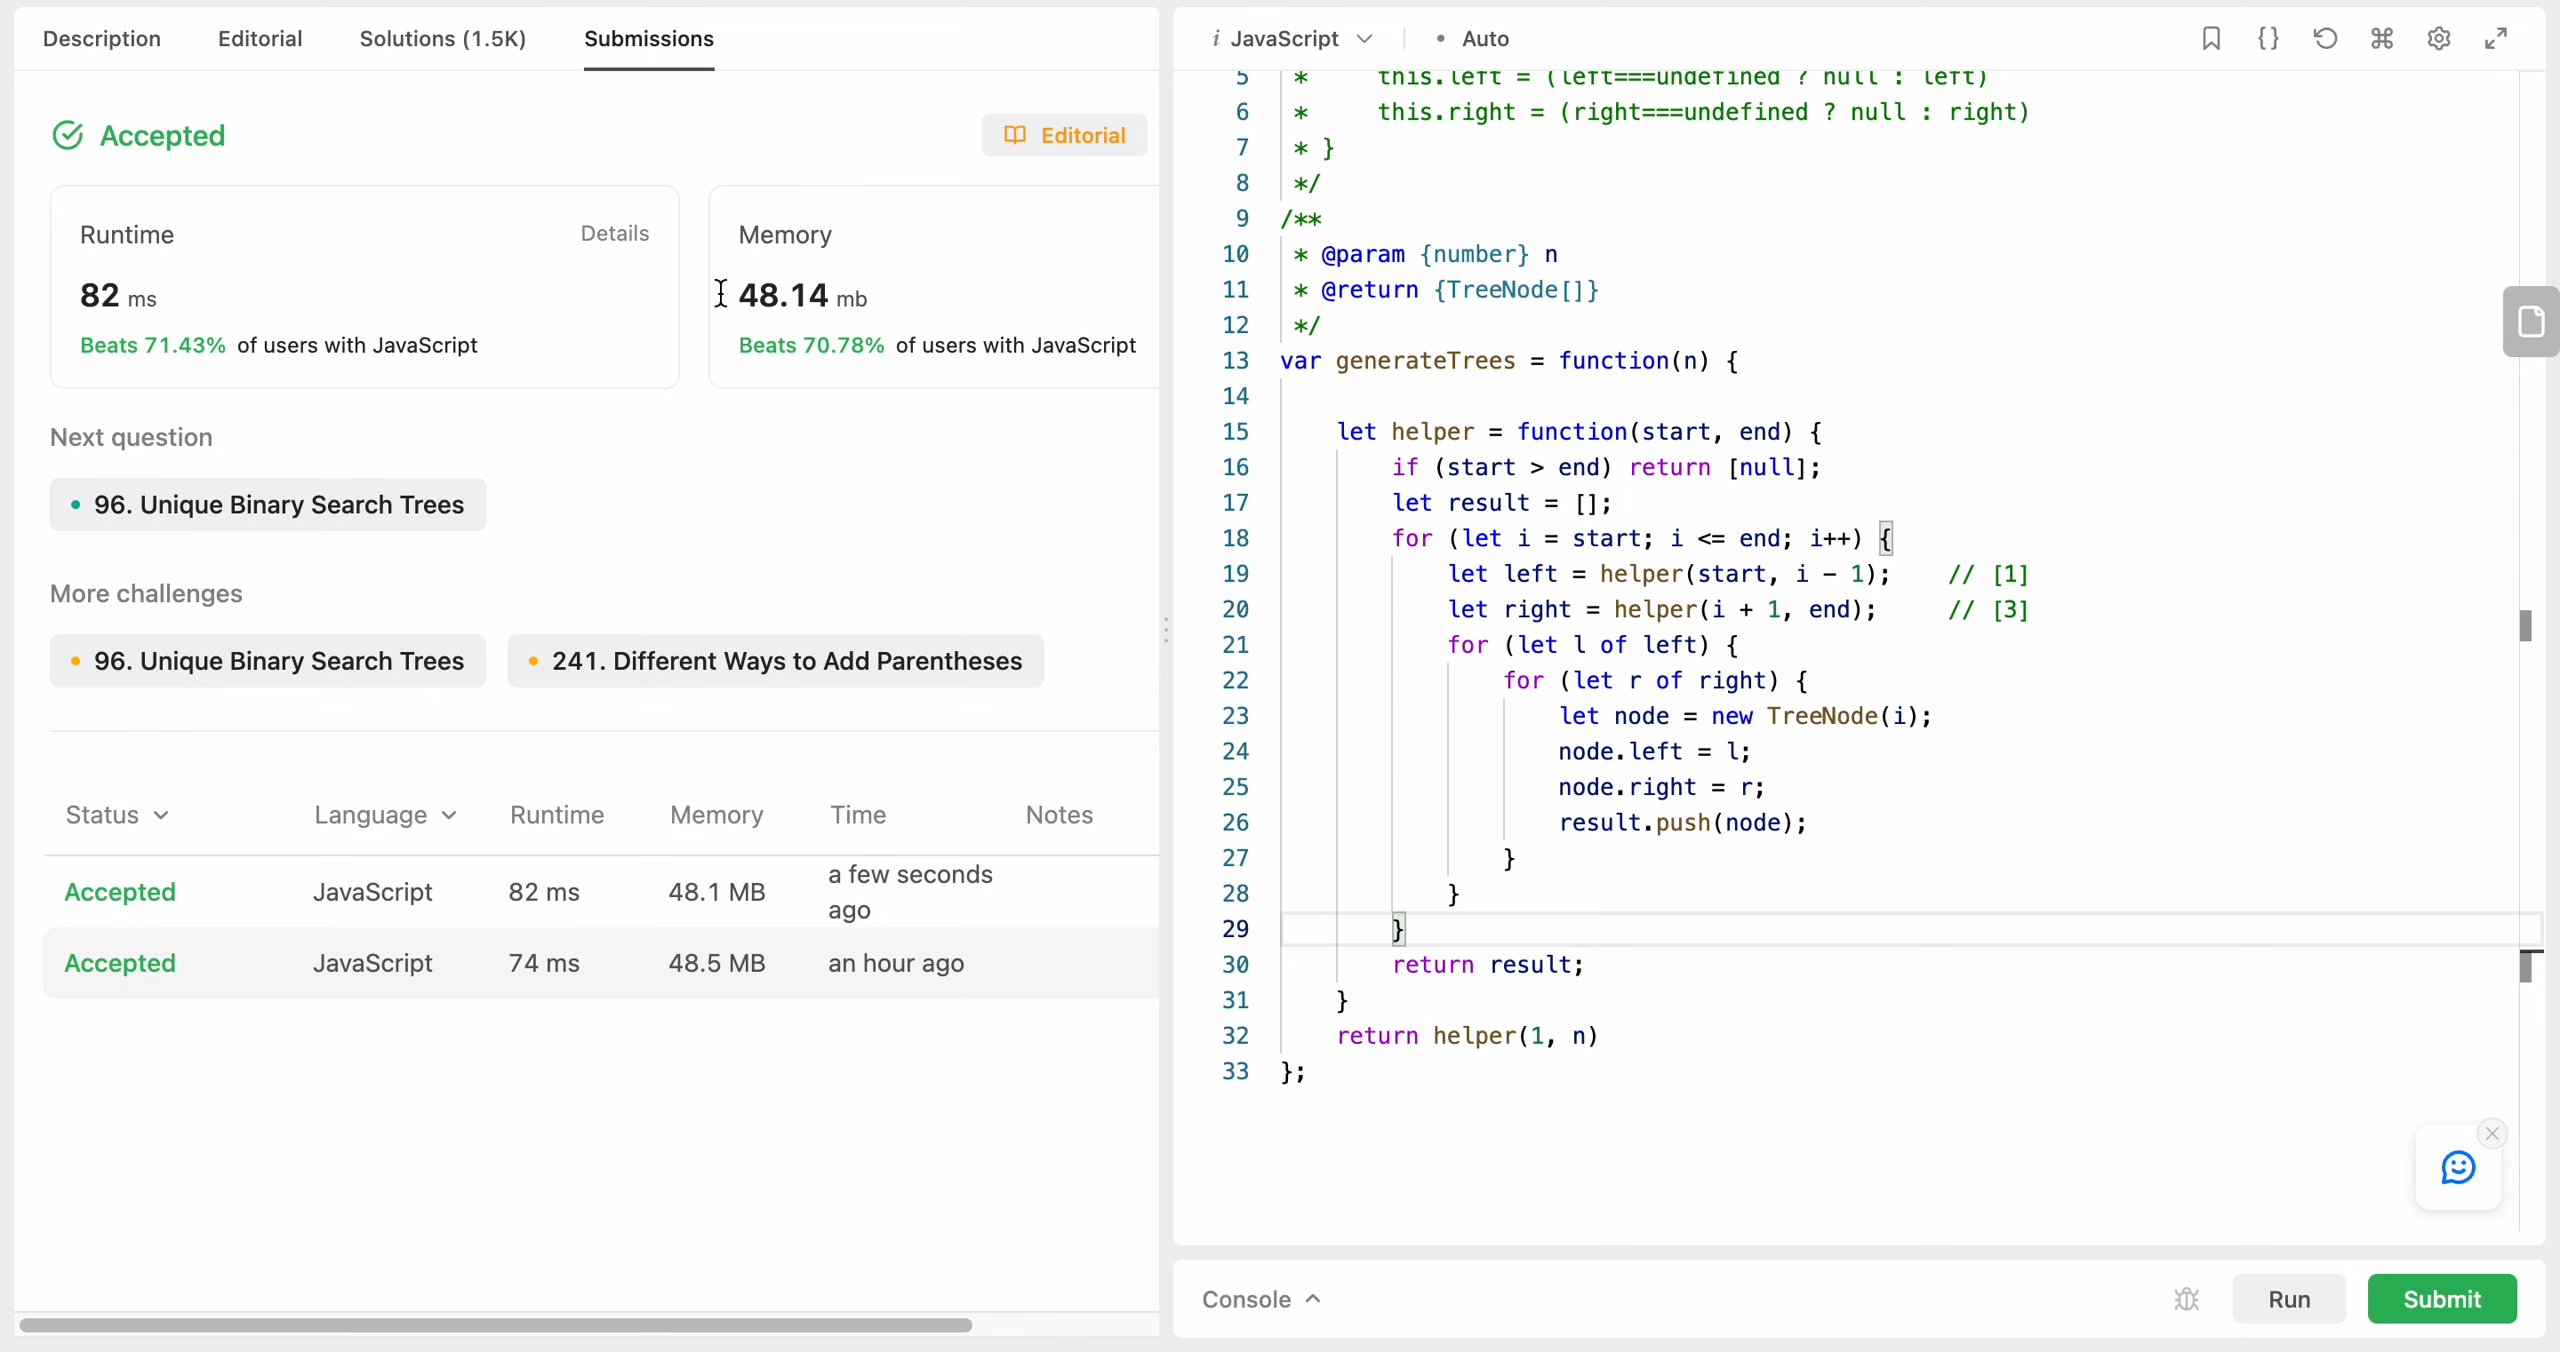 Description Editorial Solutions (1.5K) Submissions
Accepted
Editorial
Runtime Details
82 ms
Beats 71.43% of users with JavaScript
Memory
48.14 mb
Beats 70.78% of users with JavaScript
Next question
96. Unique Binary Search Trees
More challenges
96. Unique Binary Search Trees
241. Different Ways to Add Parentheses
Status Language Runtime Memory Time Notes
Accepted JavaScript 82 ms 48.1 MB a few seconds ago
Accepted JavaScript 74 ms 48.5 MB an hour ago
i JavaScript Auto
5 *     this.left = (left===undefined ? null : left)
6 *     this.right = (right===undefined ? null : right)
7 * }
8 */
9 /**
10 * @param {number} n
11 * @return {TreeNode[]}
12 */
13 var generateTrees = function(n) {
14
15     let helper = function(start, end) {
16         if (start > end) return [null];
17         let result = [];
18         for (let i = start; i <= end; i++) {
19             let left = helper(start, i - 1);    // [1]
20             let right = helper(i + 1, end);     // [3]
21             for (let l of left) {
22                 for (let r of right) {
23                     let node = new TreeNode(i);
24                     node.left = l;
25                     node.right = r;
26                     result.push(node);
27                 }
28             }
29         }
30         return result;
31     }
32     return helper(1, n)
33 };
Console Run Submit